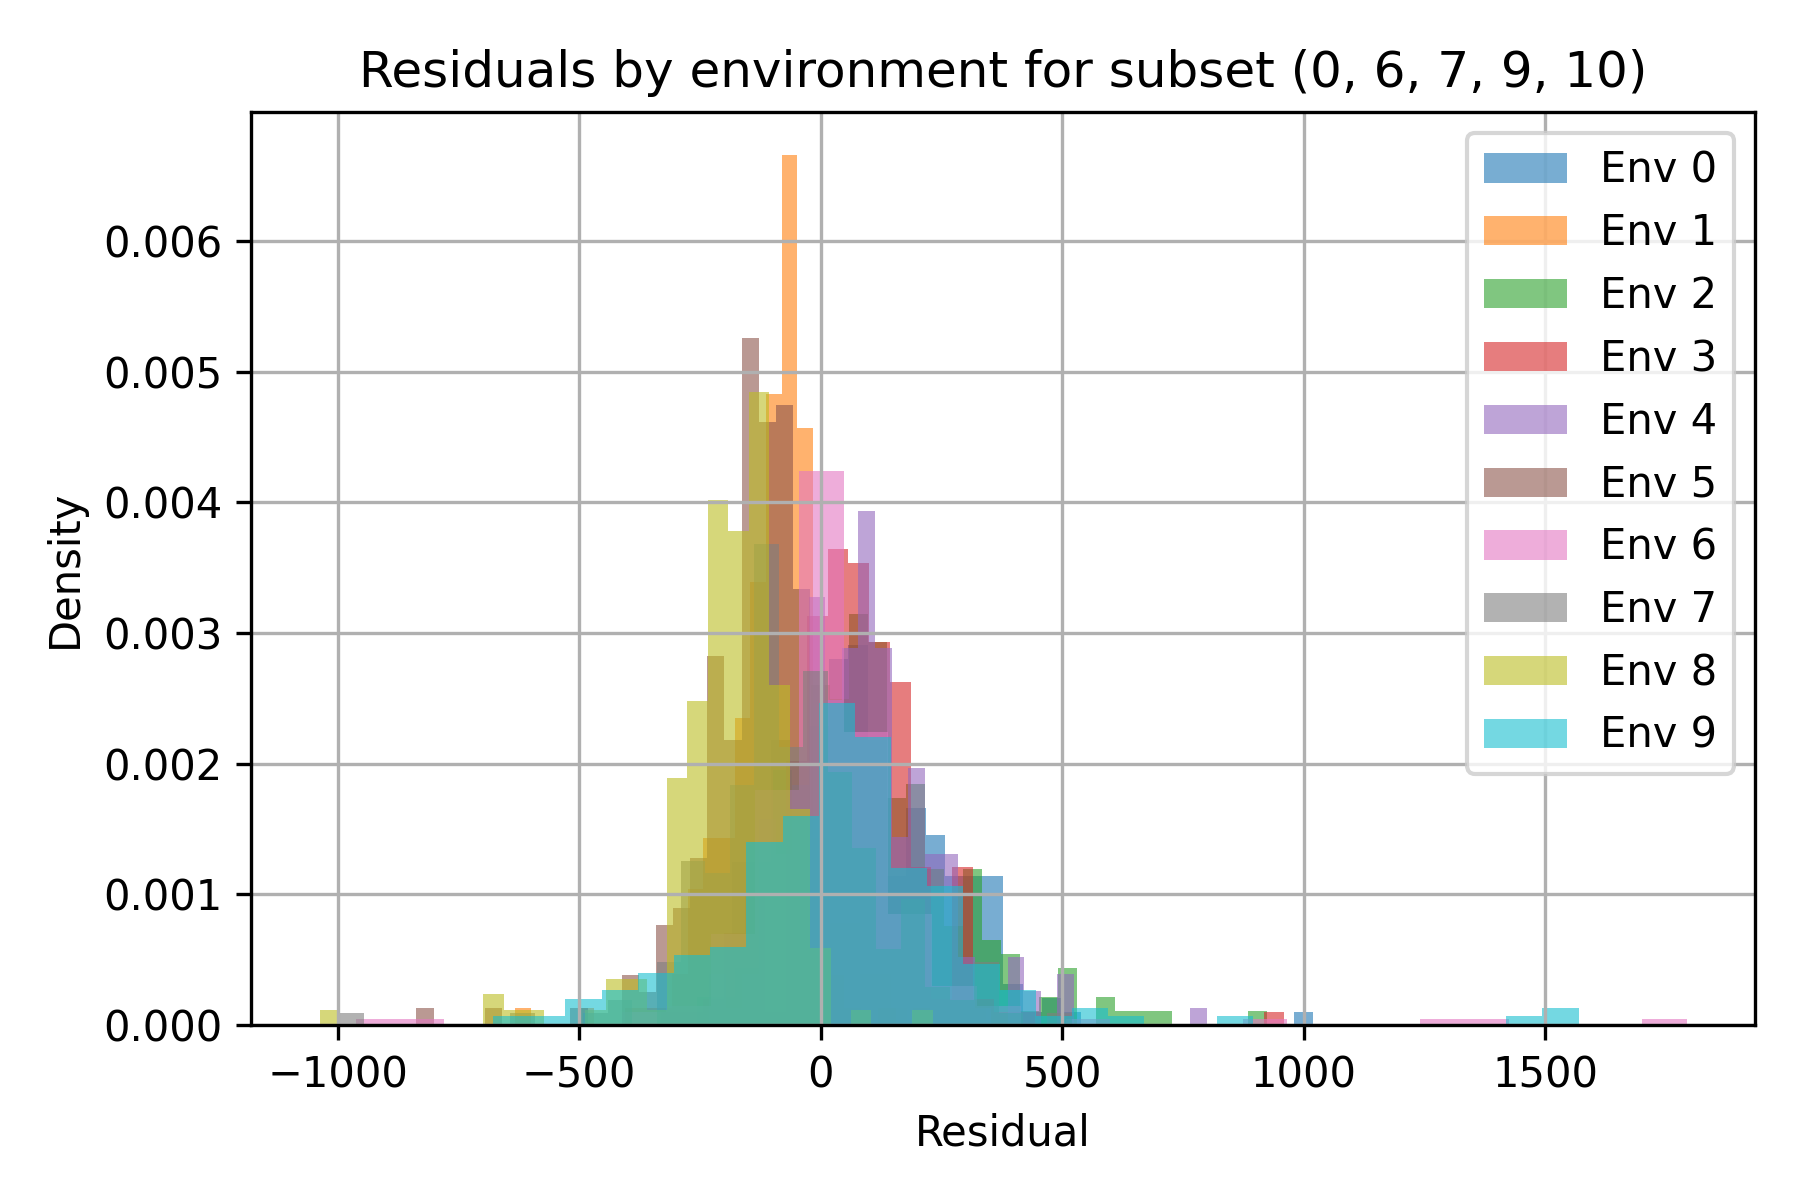 Residuals by environment for subset (0, 6, 7, 9, 10)
Density
0.006
0.005
0.004
0.003
0.002
0.001
0.000
−1000
−500
0
500
1000
1500
Residual
Env 0
Env 1
Env 2
Env 3
Env 4
Env 5
Env 6
Env 7
Env 8
Env 9